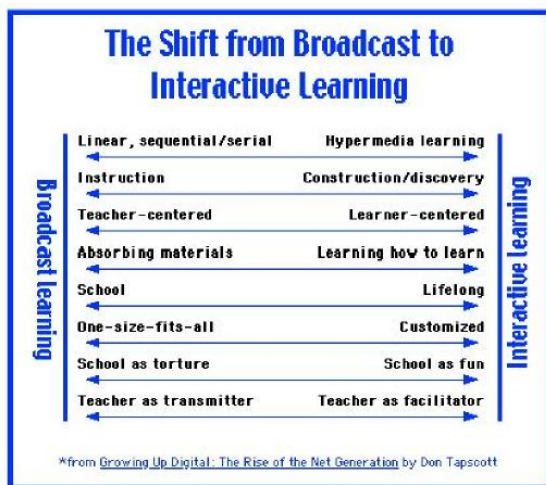 The Shift from Broadcast to
Interactive Learning
Broadcast learning
Linear, sequential/serial Hypermedia learning
Instruction Construction/discovery
Teacher-centered Learner-centered
Absorbing materials Learning how to learn
School Lifelong
One-size-fits-all Customized
School as torture School as fun
Teacher as transmitter Teacher as facilitator
Interactive learning
*from Growing Up Digital: The Rise of the Net Generation by Don Tapscott